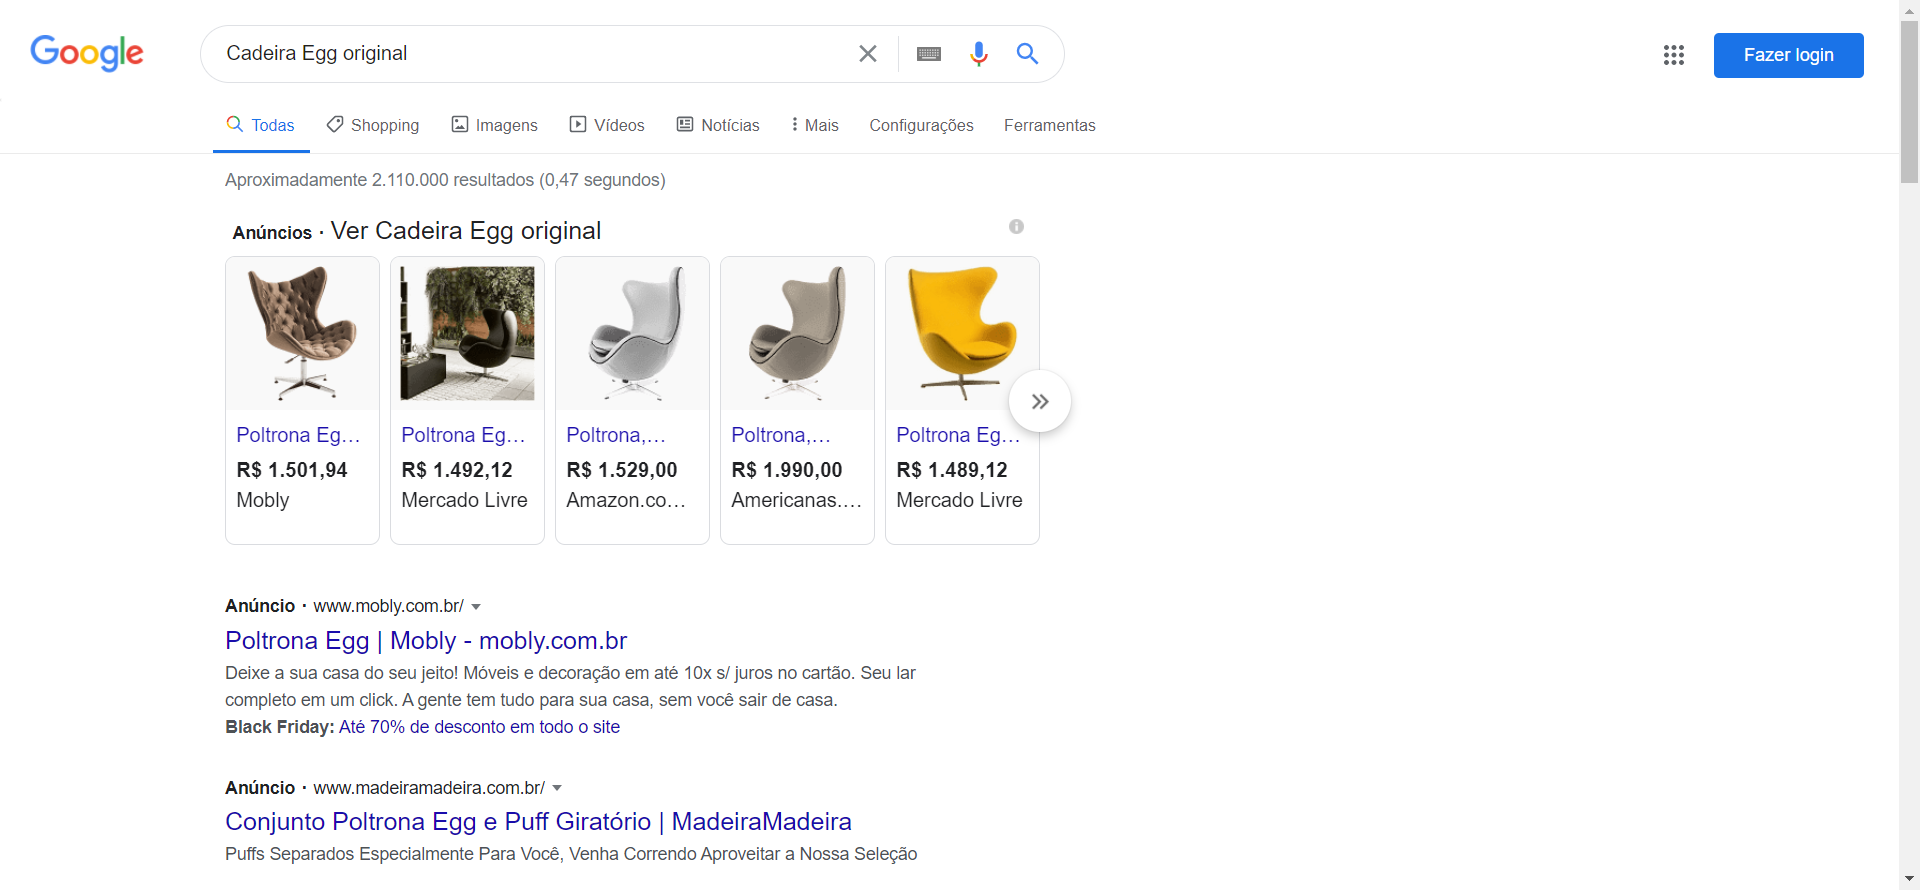 Google
Cadeira Egg original
Fazer login
Todas
Shopping
Imagens
Vídeos
Notícias
Mais
Configurações
Ferramentas
Aproximadamente 2.110.000 resultados (0,47 segundos)
Anúncios · Ver Cadeira Egg original
Poltrona Eg…
R$ 1.501,94
Mobly
Poltrona Eg…
R$ 1.492,12
Mercado Livre
Poltrona,…
R$ 1.529,00
Amazon.co…
Poltrona,…
R$ 1.990,00
Americanas.…
Poltrona Eg…
R$ 1.489,12
Mercado Livre
Anúncio · www.mobly.com.br/
Poltrona Egg | Mobly - mobly.com.br
Deixe a sua casa do seu jeito! Móveis e decoração em até 10x s/ juros no cartão. Seu lar
completo em um click. A gente tem tudo para sua casa, sem você sair de casa.
Black Friday: Até 70% de desconto em todo o site
Anúncio · www.madeiramadeira.com.br/
Conjunto Poltrona Egg e Puff Giratório | MadeiraMadeira
Puffs Separados Especialmente Para Você, Venha Correndo Aproveitar a Nossa Seleção